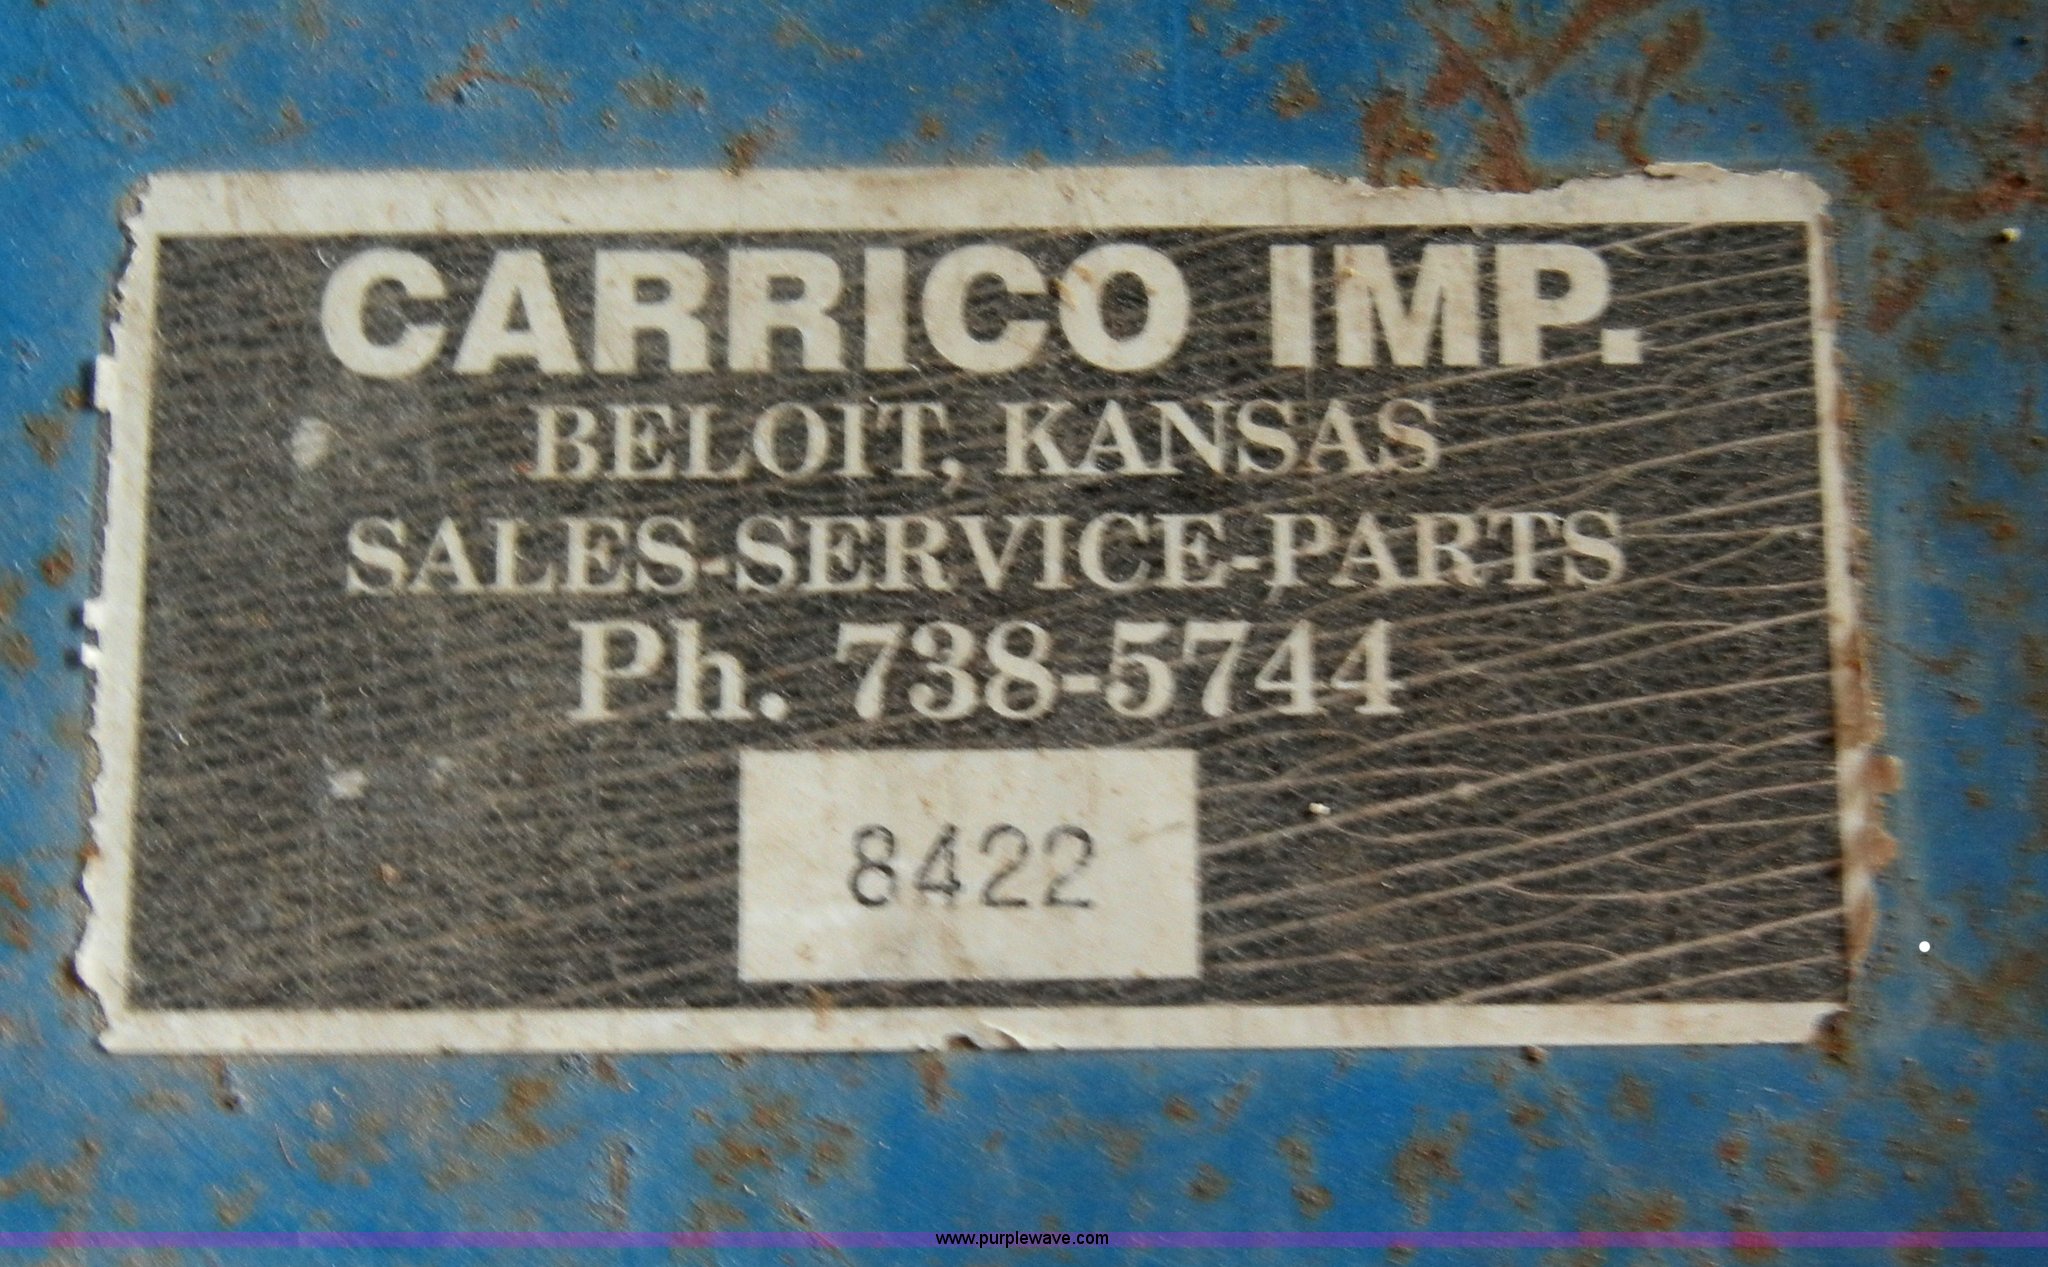 CARRICO IMP.
BELOIT, KANSAS
SALES-SERVICE-PARTS
Ph. 738-5744
8422
www.purplewave.com